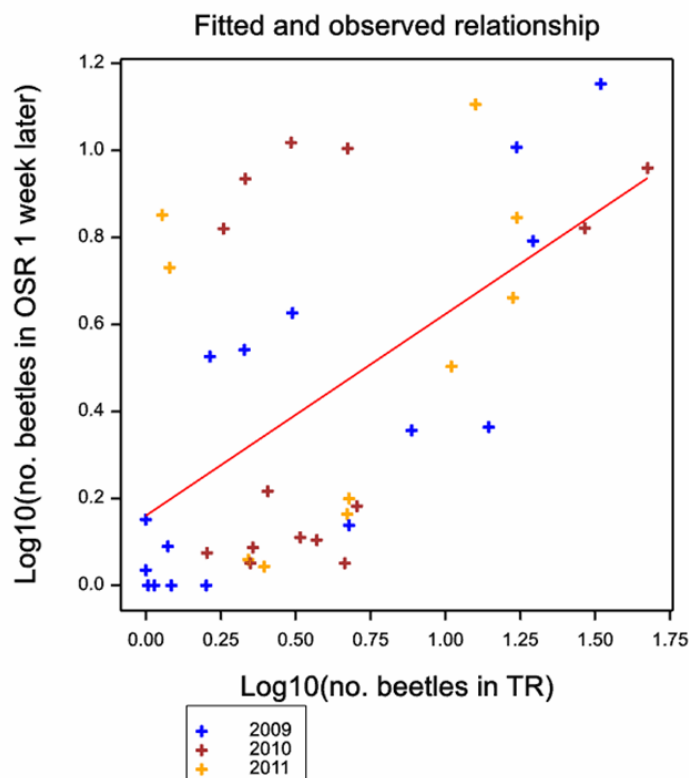 Fitted and observed relationship
Log10(no. beetles in OSR 1 week later)
1.2
1.0
0.8
0.6
0.4
0.2
0.0
0.00 0.25 0.50 0.75 1.00 1.25 1.50 1.75
Log10(no. beetles in TR)
2009
2010
2011